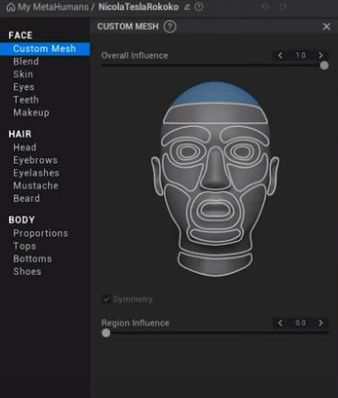 My MetaHumans / NicolaTeslaRokoko
FACE
Custom Mesh
Blend
Skin
Eyes
Teeth
Makeup
HAIR
Head
Eyebrows
Eyelashes
Mustache
Beard
BODY
Proportions
Tops
Bottoms
Shoes
CUSTOM MESH ?
Overall Influence < 1.0 >
Symmetry
Region Influence < 0.0 >